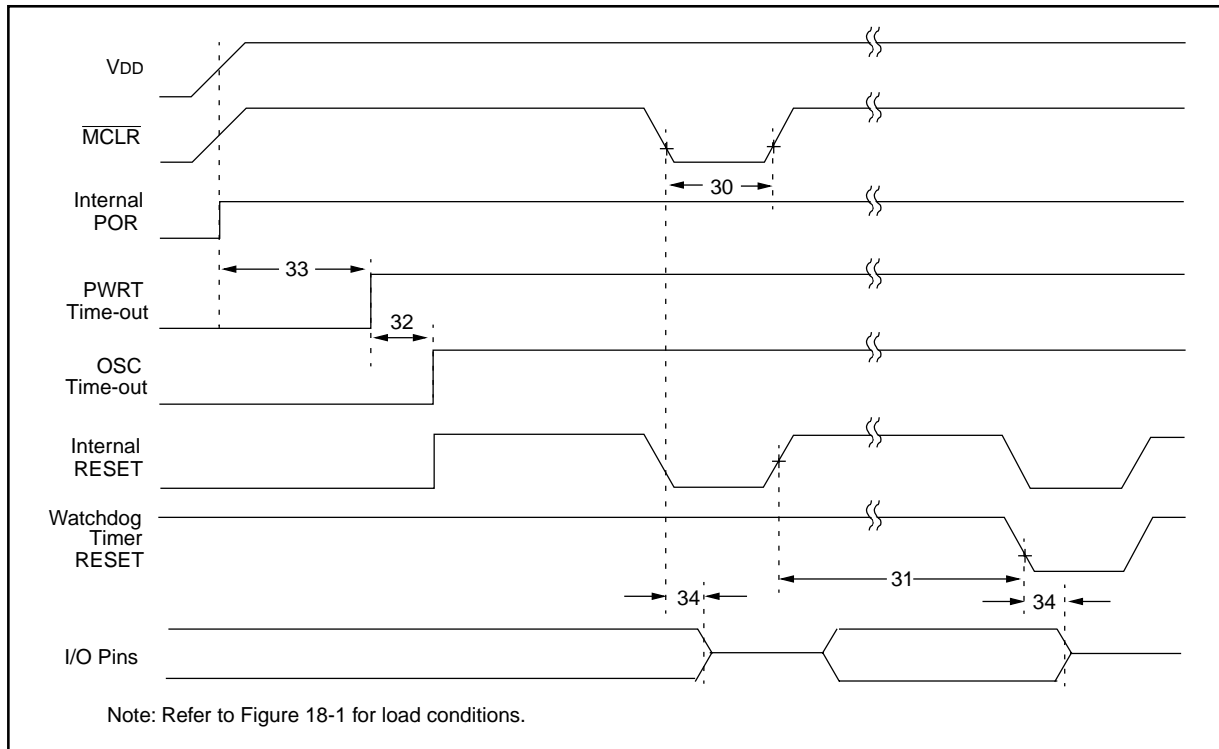 VDD
MCLR
Internal
POR
30
33
PWRT
Time-out
32
OSC
Time-out
Internal
RESET
Watchdog
Timer
RESET
31
34
34
I/O Pins
Note: Refer to Figure 18-1 for load conditions.